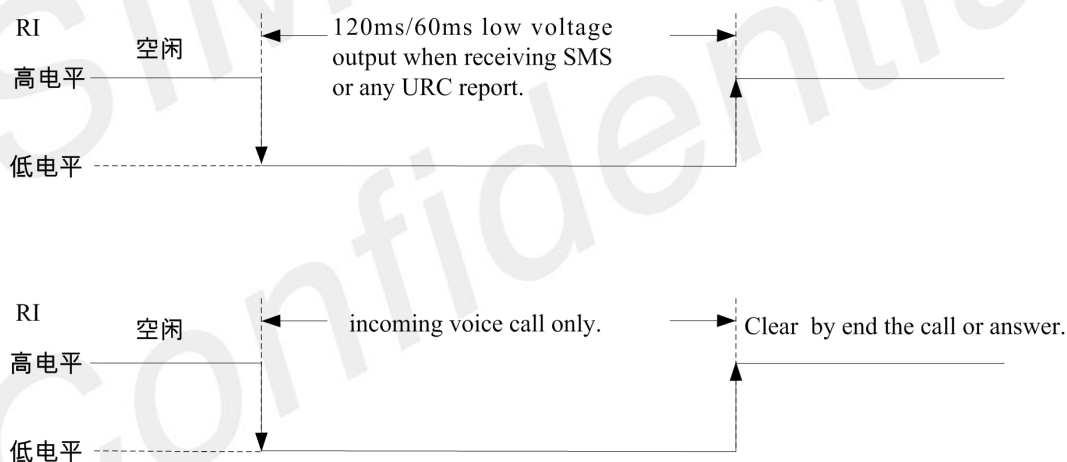 RI
空闲
120ms/60ms low voltage
output when receiving SMS
or any URC report.
高电平
低电平
RI
空闲
incoming voice call only.
Clear by end the call or answer.
高电平
低电平
Confidential